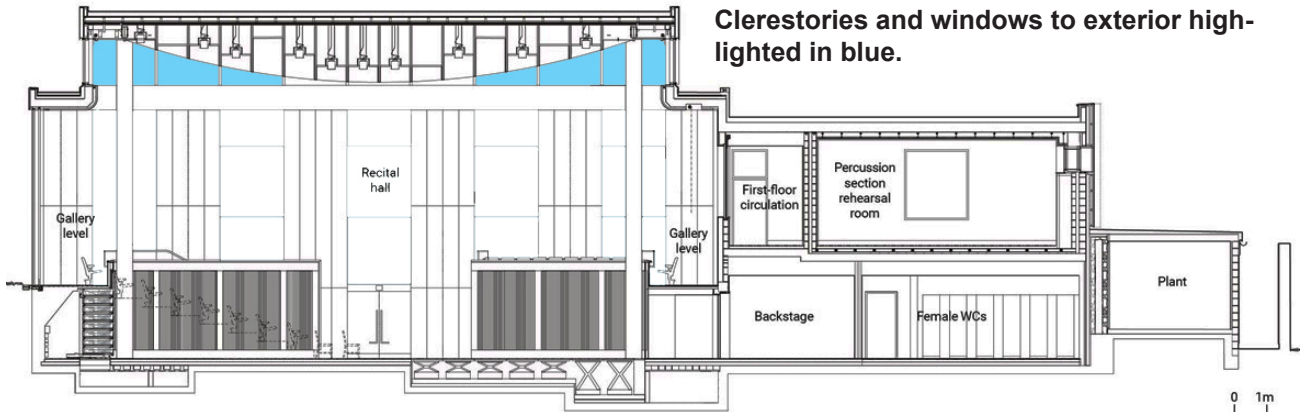 Clerestories and windows to exterior high-
lighted in blue.
Recital
hall
Gallery
level
Gallery
level
First-floor
circulation
Percussion
section
rehearsal
room
Backstage
Female WCs
Plant
0 1m